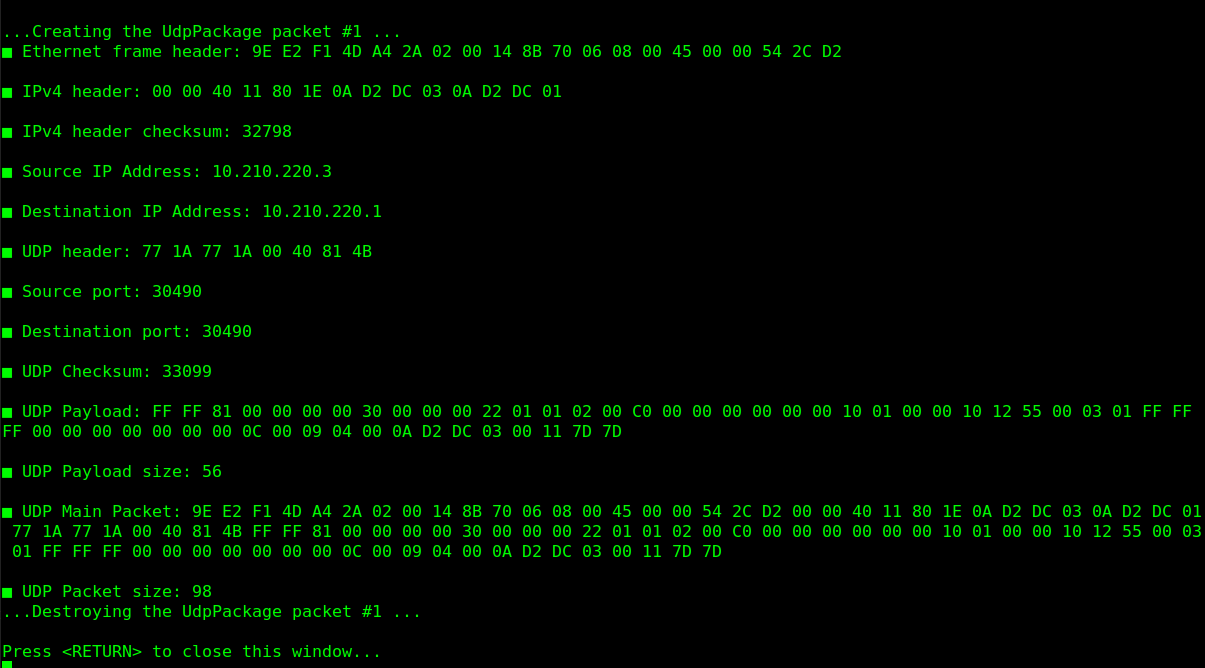 ...Creating the UdpPackage packet #1 ...
■ Ethernet frame header: 9E E2 F1 4D A4 2A 02 00 14 8B 70 06 08 00 45 00 00 54 2C D2
■ IPv4 header: 00 00 40 11 80 1E 0A D2 DC 03 0A D2 DC 01
■ IPv4 header checksum: 32798
■ Source IP Address: 10.210.220.3
■ Destination IP Address: 10.210.220.1
■ UDP header: 77 1A 77 1A 00 40 81 4B
■ Source port: 30490
■ Destination port: 30490
■ UDP Checksum: 33099
■ UDP Payload: FF FF 81 00 00 00 00 30 00 00 00 22 01 01 02 00 C0 00 00 00 00 00 00 10 01 00 00 10 12 55 00 03 01 FF FF
FF 00 00 00 00 00 00 00 0C 00 09 04 00 0A D2 DC 03 00 11 7D 7D
■ UDP Payload size: 56
■ UDP Main Packet: 9E E2 F1 4D A4 2A 02 00 14 8B 70 06 08 00 45 00 00 54 2C D2 00 00 40 11 80 1E 0A D2 DC 03 0A D2 DC 01
77 1A 77 1A 00 40 81 4B FF FF 81 00 00 00 00 30 00 00 00 22 01 01 02 00 C0 00 00 00 00 00 00 10 01 00 00 10 12 55 00 03
01 FF FF FF 00 00 00 00 00 00 00 0C 00 09 04 00 0A D2 DC 03 00 11 7D 7D
■ UDP Packet size: 98
...Destroying the UdpPackage packet #1 ...
Press <RETURN> to close this window...